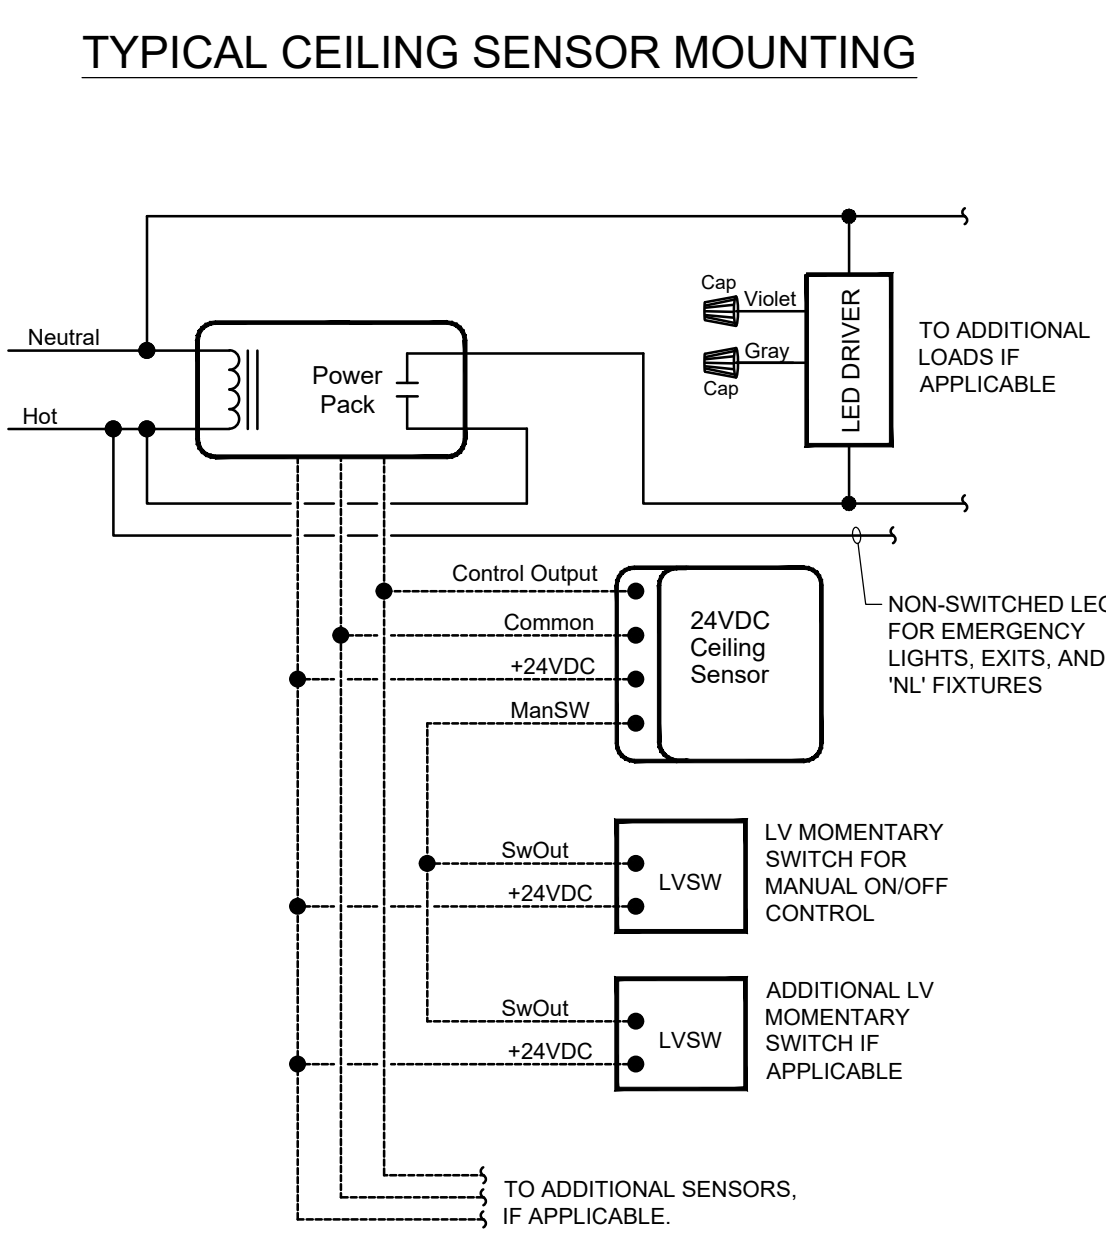 TYPICAL CEILING SENSOR MOUNTING
Cap
Violet
Neutral
LED DRIVER
TO ADDITIONAL
LOADS IF
APPLICABLE
Gray
Cap
Power
Pack
Hot
Control Output
Common
+24VDC
ManSW
24VDC
Ceiling
Sensor
NON-SWITCHED
FOR EMERGENCY
LIGHTS, EXITS, AND
'NL' FIXTURES
SwOut
+24VDC
LVSW
LV MOMENTARY
SWITCH FOR
MANUAL ON/OFF
CONTROL
SwOut
+24VDC
LVSW
ADDITIONAL LV
MOMENTARY
SWITCH IF
APPLICABLE
TO ADDITIONAL SENSORS,
IF APPLICABLE.